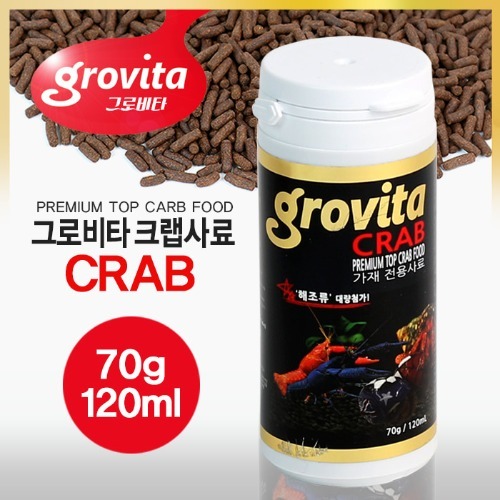 grovita
그로비타
PREMIUM TOP CARB FOOD
그로비타 크랩사료
CRAB
70g
120ml
grovita
CRAB
PREMIUM TOP CRAB FOOD
가재 전용사료
'해조류' 대량첨가!
70g / 120ml